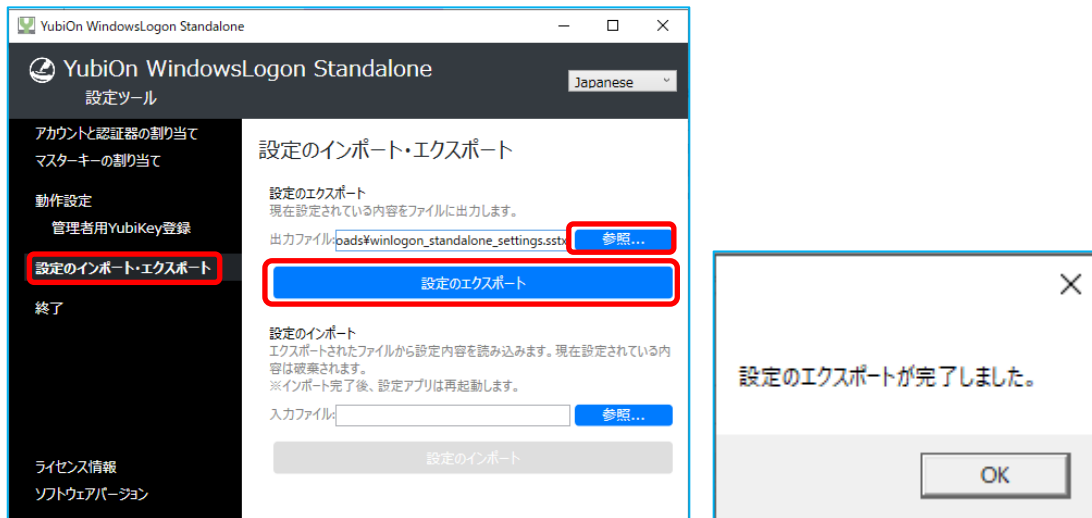 YubiOn WindowsLogon Standalone
YubiOn WindowsLogon Standalone
設定ツール
Japanese
アカウントと認証器の割り当て
マスターキーの割り当て
動作設定
管理者用YubiKey登録
設定のインポート・エクスポート
終了
ライセンス情報
ソフトウェアバージョン
設定のインポート・エクスポート
設定のエクスポート
現在設定されている内容をファイルに出力します。
出力ファイル:oads¥winlogon_standalone_settings.sstx 参照...
設定のエクスポート
設定のインポート
エクスポートされたファイルから設定内容を読み込みます。現在設定されている内
容は破棄されます。
※インポート完了後、設定アプリは再起動します。
入力ファイル: 参照...
設定のインポート
設定のエクスポートが完了しました。
OK